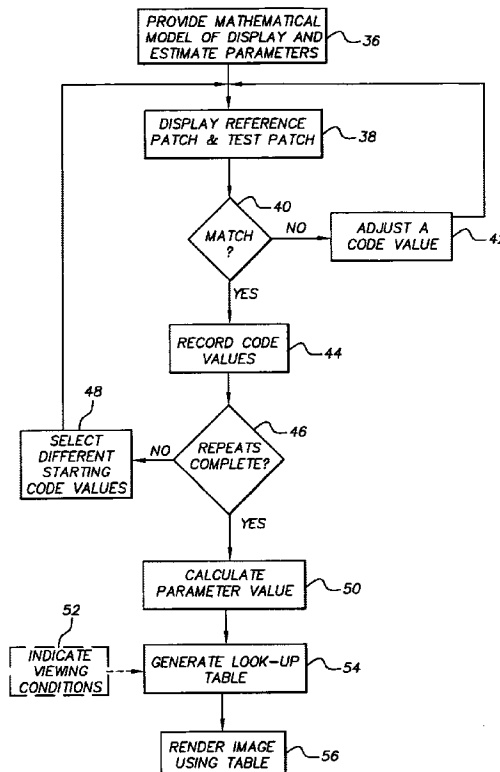 PROVIDE MATHEMATICAL
MODEL OF DISPLAY AND
ESTIMATE PARAMETERS
36
DISPLAY REFERENCE
PATCH & TEST PATCH
38
40
MATCH
?
NO
ADJUST A
CODE VALUE
YES
RECORD CODE
VALUES
44
48
SELECT
DIFFERENT
STARTING
CODE VALUES
NO
46
REPEATS
COMPLETE?
YES
CALCULATE
PARAMETER VALUE
50
52
INDICATE
VIEWING
CONDITIONS
GENERATE LOOK-UP
TABLE
54
RENDER IMAGE
USING TABLE
56